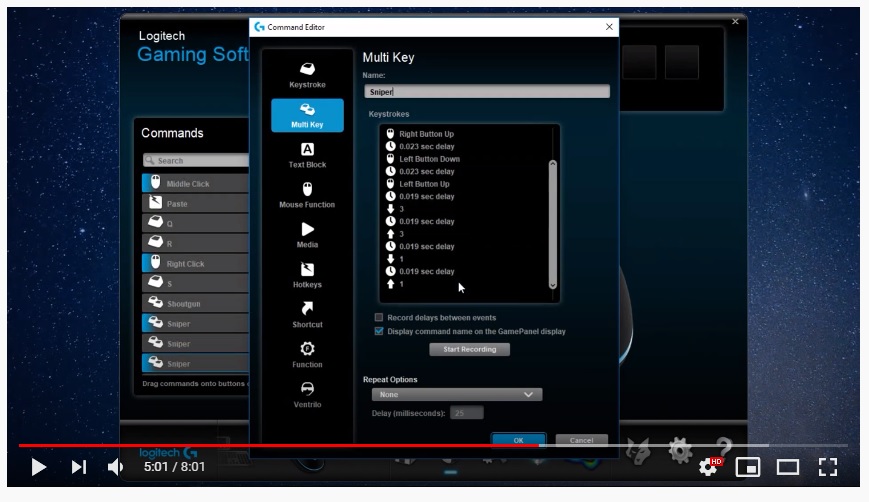 Logitech
Gaming Soft
Commands
Search
Middle Click
Paste
Q
R
Right Click
S
Shoutgun
Sniper
Sniper
Sniper
Drag commands onto buttons
Command Editor
Keystroke
Multi Key
A
Text Block
Mouse Function
Media
Hotkeys
Shortcut
F
Function
Ventrilo
Multi Key
Name:
Sniper
Keystrokes
Right Button Up
0.023 sec delay
Left Button Down
0.023 sec delay
Left Button Up
0.019 sec delay
3
0.019 sec delay
3
0.019 sec delay
1
0.019 sec delay
1
Record delays between events
Display command name on the GamePanel display
Start Recording
Repeat Options
None
Delay (milliseconds):
25
OK
Cancel
logitech G
?
5:01 / 8:01
HD